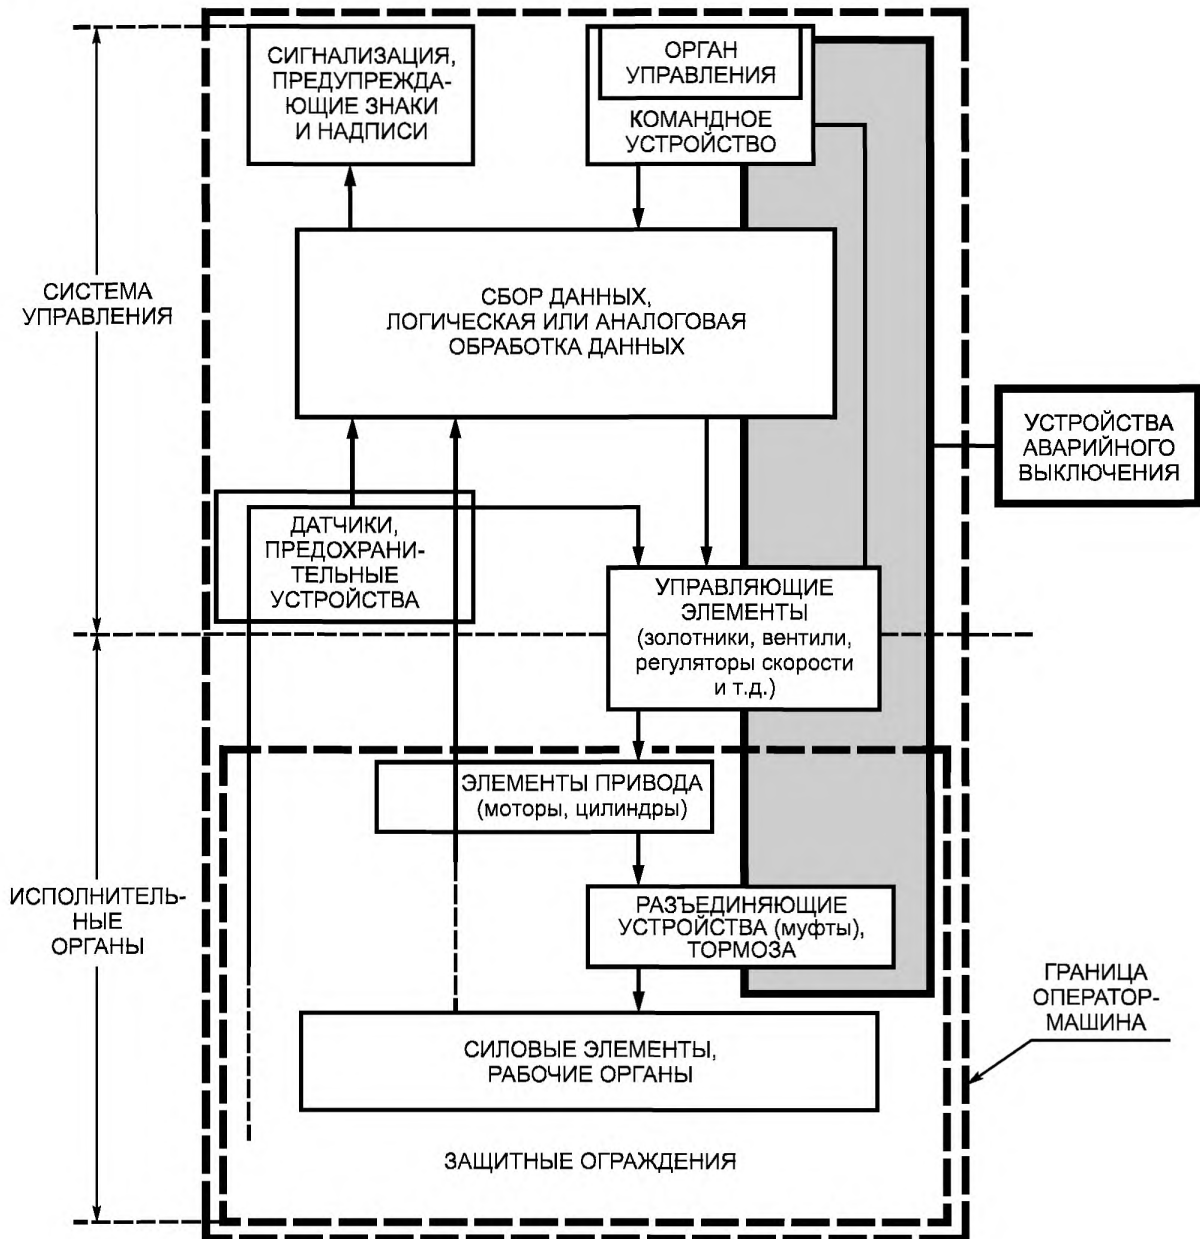 СИГНАЛИЗАЦИЯ,
ПРЕДУПРЕЖДА-
ЮЩИЕ ЗНАКИ
И НАДПИСИ
ОРГАН
УПРАВЛЕНИЯ
КОМАНДНОЕ
УСТРОЙСТВО
СИСТЕМА
УПРАВЛЕНИЯ
СБОР ДАННЫХ,
ЛОГИЧЕСКАЯ ИЛИ АНАЛОГОВАЯ
ОБРАБОТКА ДАННЫХ
УСТРОЙСТВА
АВАРИЙНОГО
ВЫКЛЮЧЕНИЯ
ДАТЧИКИ,
ПРЕДОХРАНИ-
ТЕЛЬНЫЕ
УСТРОЙСТВА
УПРАВЛЯЮЩИЕ
ЭЛЕМЕНТЫ
(золотники, вентили,
регуляторы скорости
и т.д.)
ЭЛЕМЕНТЫ ПРИВОДА
(моторы, цилиндры)
ИСПОЛНИТЕЛЬ-
НЫЕ
ОРГАНЫ
РАЗЪЕДИНЯЮЩИЕ
УСТРОЙСТВА (муфты),
ТОРМОЗА
ГРАНИЦА
ОПЕРАТОР-
МАШИНА
СИЛОВЫЕ ЭЛЕМЕНТЫ,
РАБОЧИЕ ОРГАНЫ
ЗАЩИТНЫЕ ОГРАЖДЕНИЯ